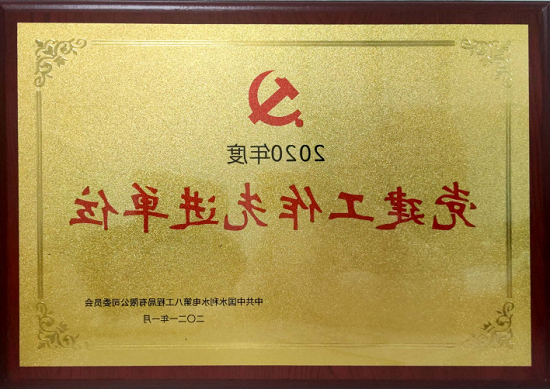 2020年度
党建工作先进单位
中共中国水利水电第八工程局有限公司委员会
二〇二一年一月